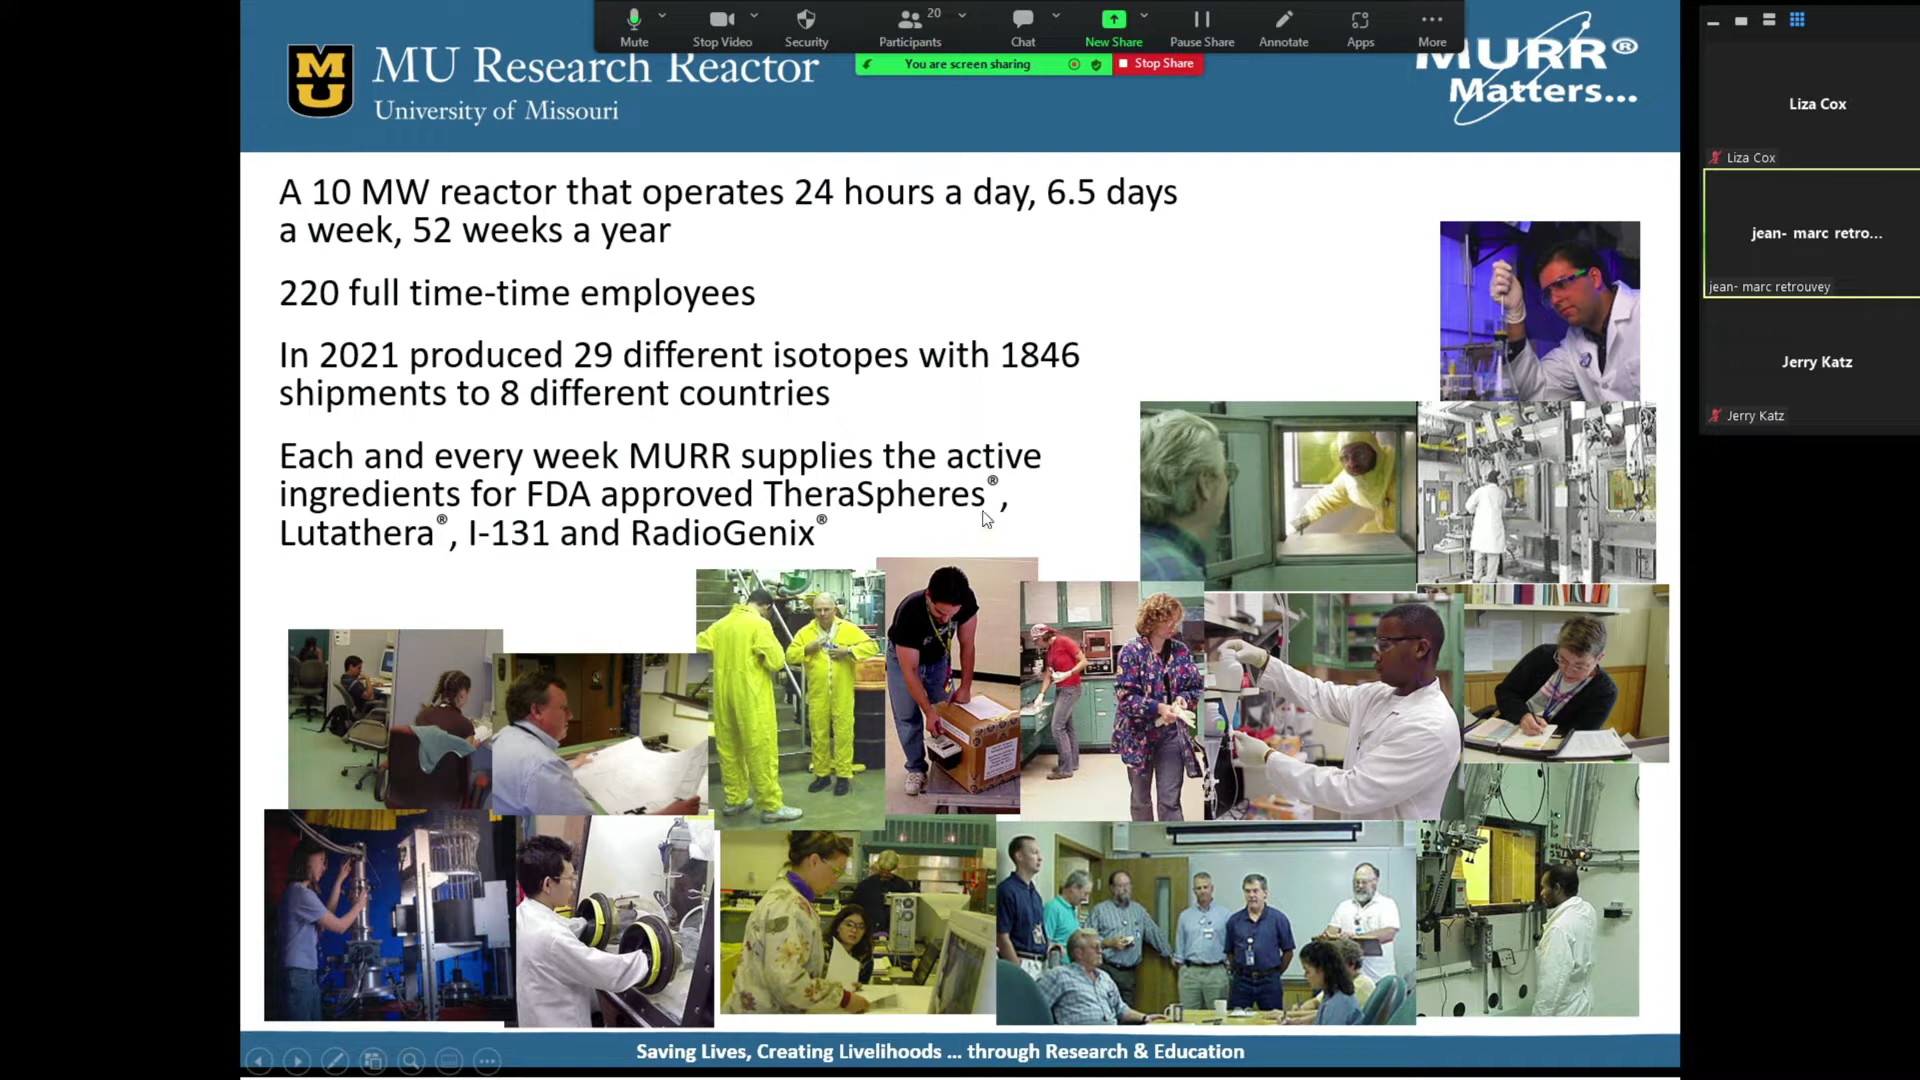 Mute
Stop Video
Security
Participants
20
Chat
New Share
Pause Share
Annotate
Apps
More
You are screen sharing
Stop Share
MU
MU Research Reactor
University of Missouri
MURR®
Matters...
A 10 MW reactor that operates 24 hours a day, 6.5 days
a week, 52 weeks a year
220 full time-time employees
In 2021 produced 29 different isotopes with 1846
shipments to 8 different countries
Each and every week MURR supplies the active
ingredients for FDA approved TheraSpheres®,
Lutathera®, I-131 and RadioGenix®
Saving Lives, Creating Livelihoods ... through Research & Education
Liza Cox
Liza Cox
jean- marc retro...
jean- marc retrouvey
Jerry Katz
Jerry Katz